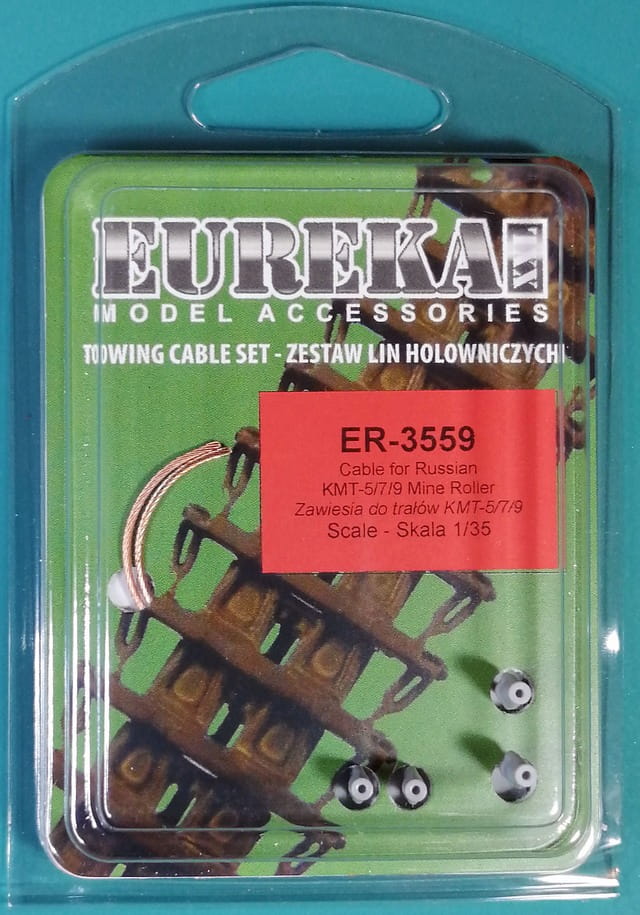 EUREKA XXL
MODEL ACCESSORIES
TOWING CABLE SET - ZESTAW LIN HOLOWNICZYCH
ER-3559
Cable for Russian
KMT-5/7/9 Mine Roller
Zawiesia do trałów KMT-5/7/9
Scale - Skala 1/35